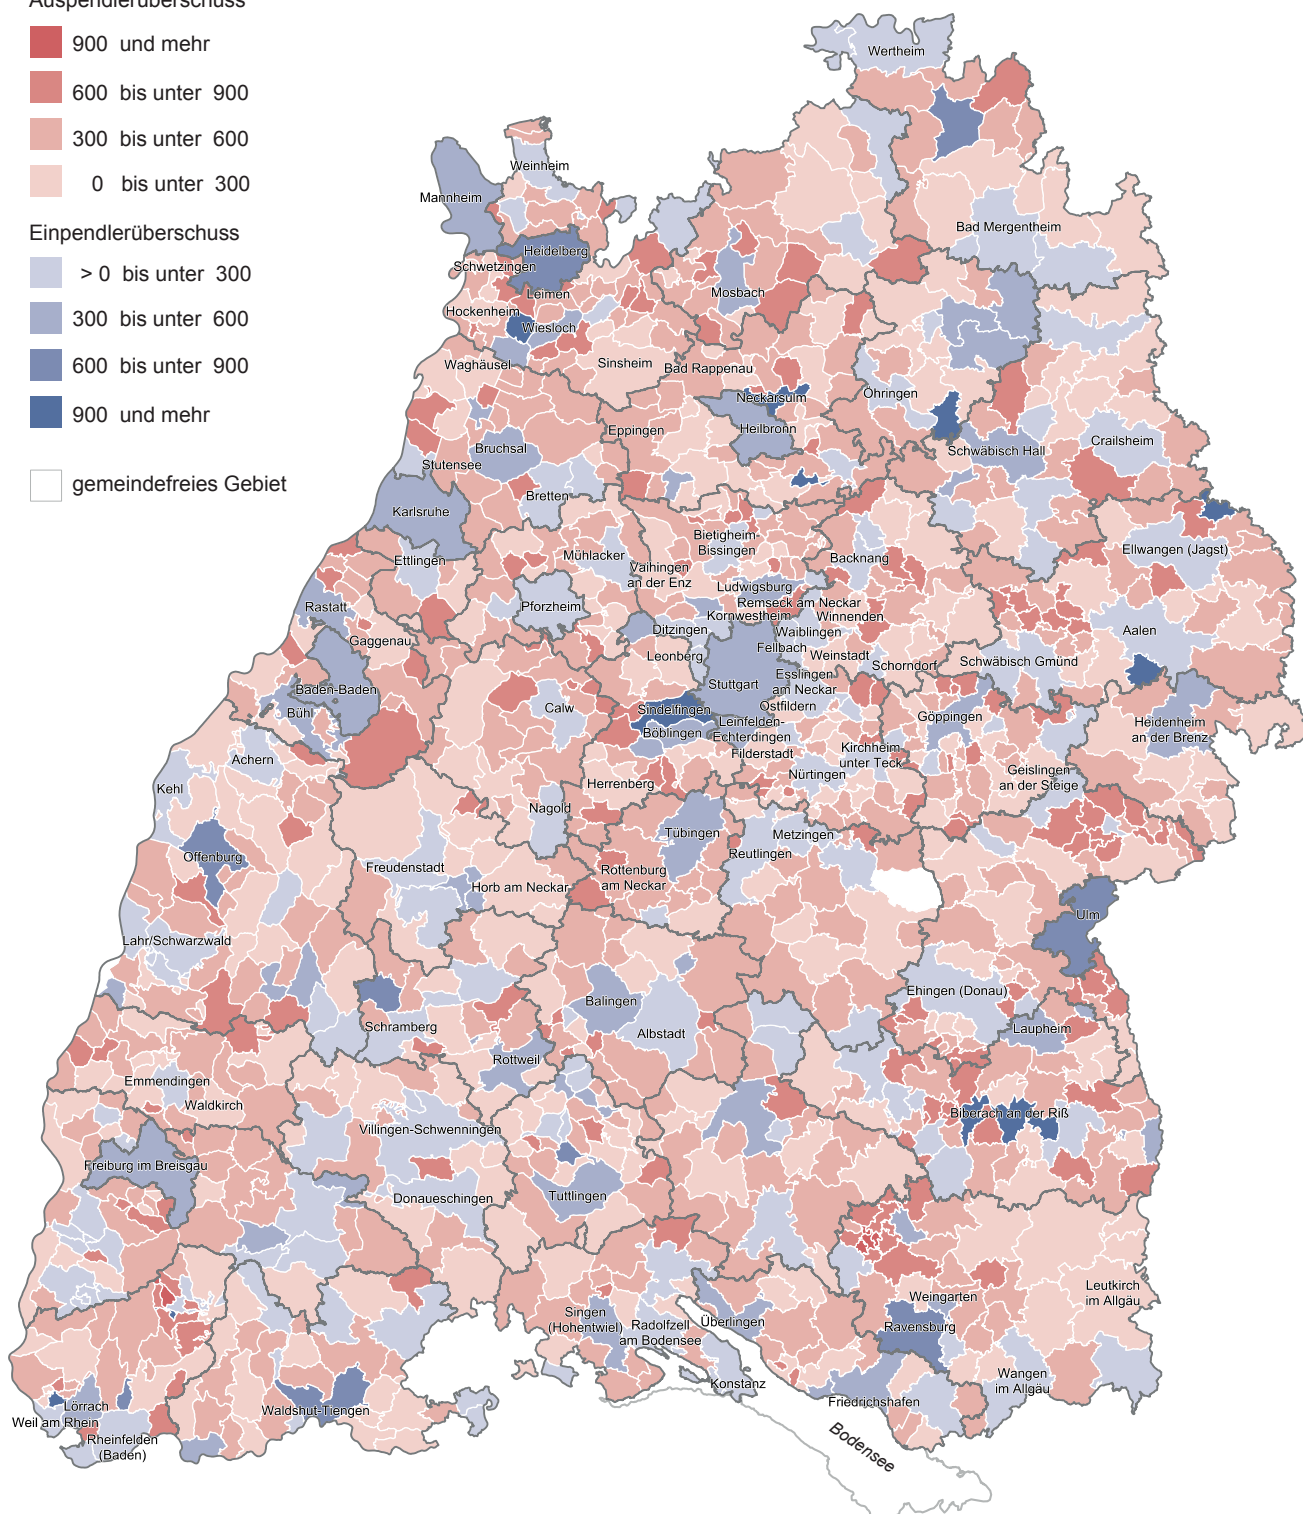 Auspendlerüberschuss
900 und mehr
600 bis unter 900
300 bis unter 600
0 bis unter 300
Einpendlerüberschuss
> 0 bis unter 300
300 bis unter 600
600 bis unter 900
900 und mehr
gemeindefreies Gebiet
Wertheim
Weinheim
Mannheim
Bad Mergentheim
Heidelberg
Schwetzingen
Leimen
Mosbach
Hockenheim
Wiesloch
Waghäusel
Sinsheim
Bad Rappenau
Neckarsulm
Öhringen
Eppingen
Heilbronn
Bruchsal
Crailsheim
Schwäbisch Hall
Stutensee
Bretten
Karlsruhe
Bietigheim-
Bissingen
Mühlacker
Ettlingen
Backnang
Ellwangen (Jagst)
Vaihingen
an der Enz
Ludwigsburg
Remseck am Neckar
Pforzheim
Rastatt
Kornwestheim
Winnenden
Ditzingen
Waiblingen
Aalen
Gaggenau
Fellbach
Leonberg
Weinstadt
Schorndorf
Schwäbisch Gmünd
Esslingen
am Neckar
Stuttgart
Baden-Baden
Ostfildern
Calw
Sindelfingen
Bühl
Göppingen
Leinfelden-
Echterdingen
Heidenheim
an der Brenz
Böblingen
Filderstadt
Kirchheim
unter Teck
Achern
Geislingen
an der Steige
Nürtingen
Herrenberg
Kehl
Nagold
Tübingen
Metzingen
Reutlingen
Offenburg
Freudenstadt
Rottenburg
am Neckar
Horb am Neckar
Ulm
Lahr/Schwarzwald
Ehingen (Donau)
Balingen
Schramberg
Albstadt
Laupheim
Rottweil
Emmendingen
Waldkirch
Biberach an der Riß
Villingen-Schwenningen
Freiburg im Breisgau
Donaueschingen
Tuttlingen
Leutkirch
im Allgäu
Weingarten
Singen
(Hohentwiel)
Radolfzell
am Bodensee
Überlingen
Ravensburg
Wangen
im Allgäu
Konstanz
Friedrichshafen
Lörrach
Weil am Rhein
Waldshut-Tiengen
Rheinfelden
(Baden)
Bodensee